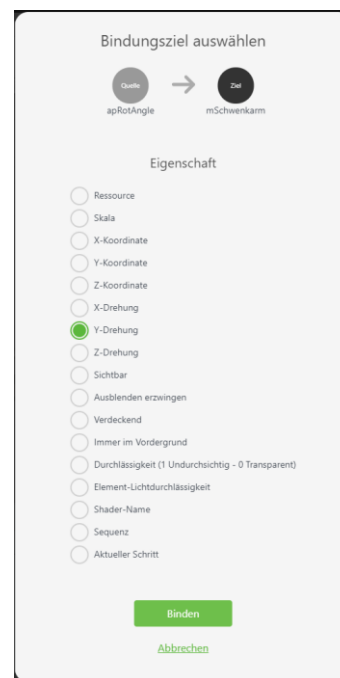 Bindungsziel auswählen
Quelle
Ziel
apRotAngle
mSchwenkarm
Eigenschaft
Ressource
Skala
X-Koordinate
Y-Koordinate
Z-Koordinate
X-Drehung
Y-Drehung
Z-Drehung
Sichtbar
Ausblenden erzwingen
Verdeckend
Immer im Vordergrund
Durchlässigkeit (1 Undurchsichtig - 0 Transparent)
Element-Lichtdurchlässigkeit
Shader-Name
Sequenz
Aktueller Schritt
Binden
Abbrechen